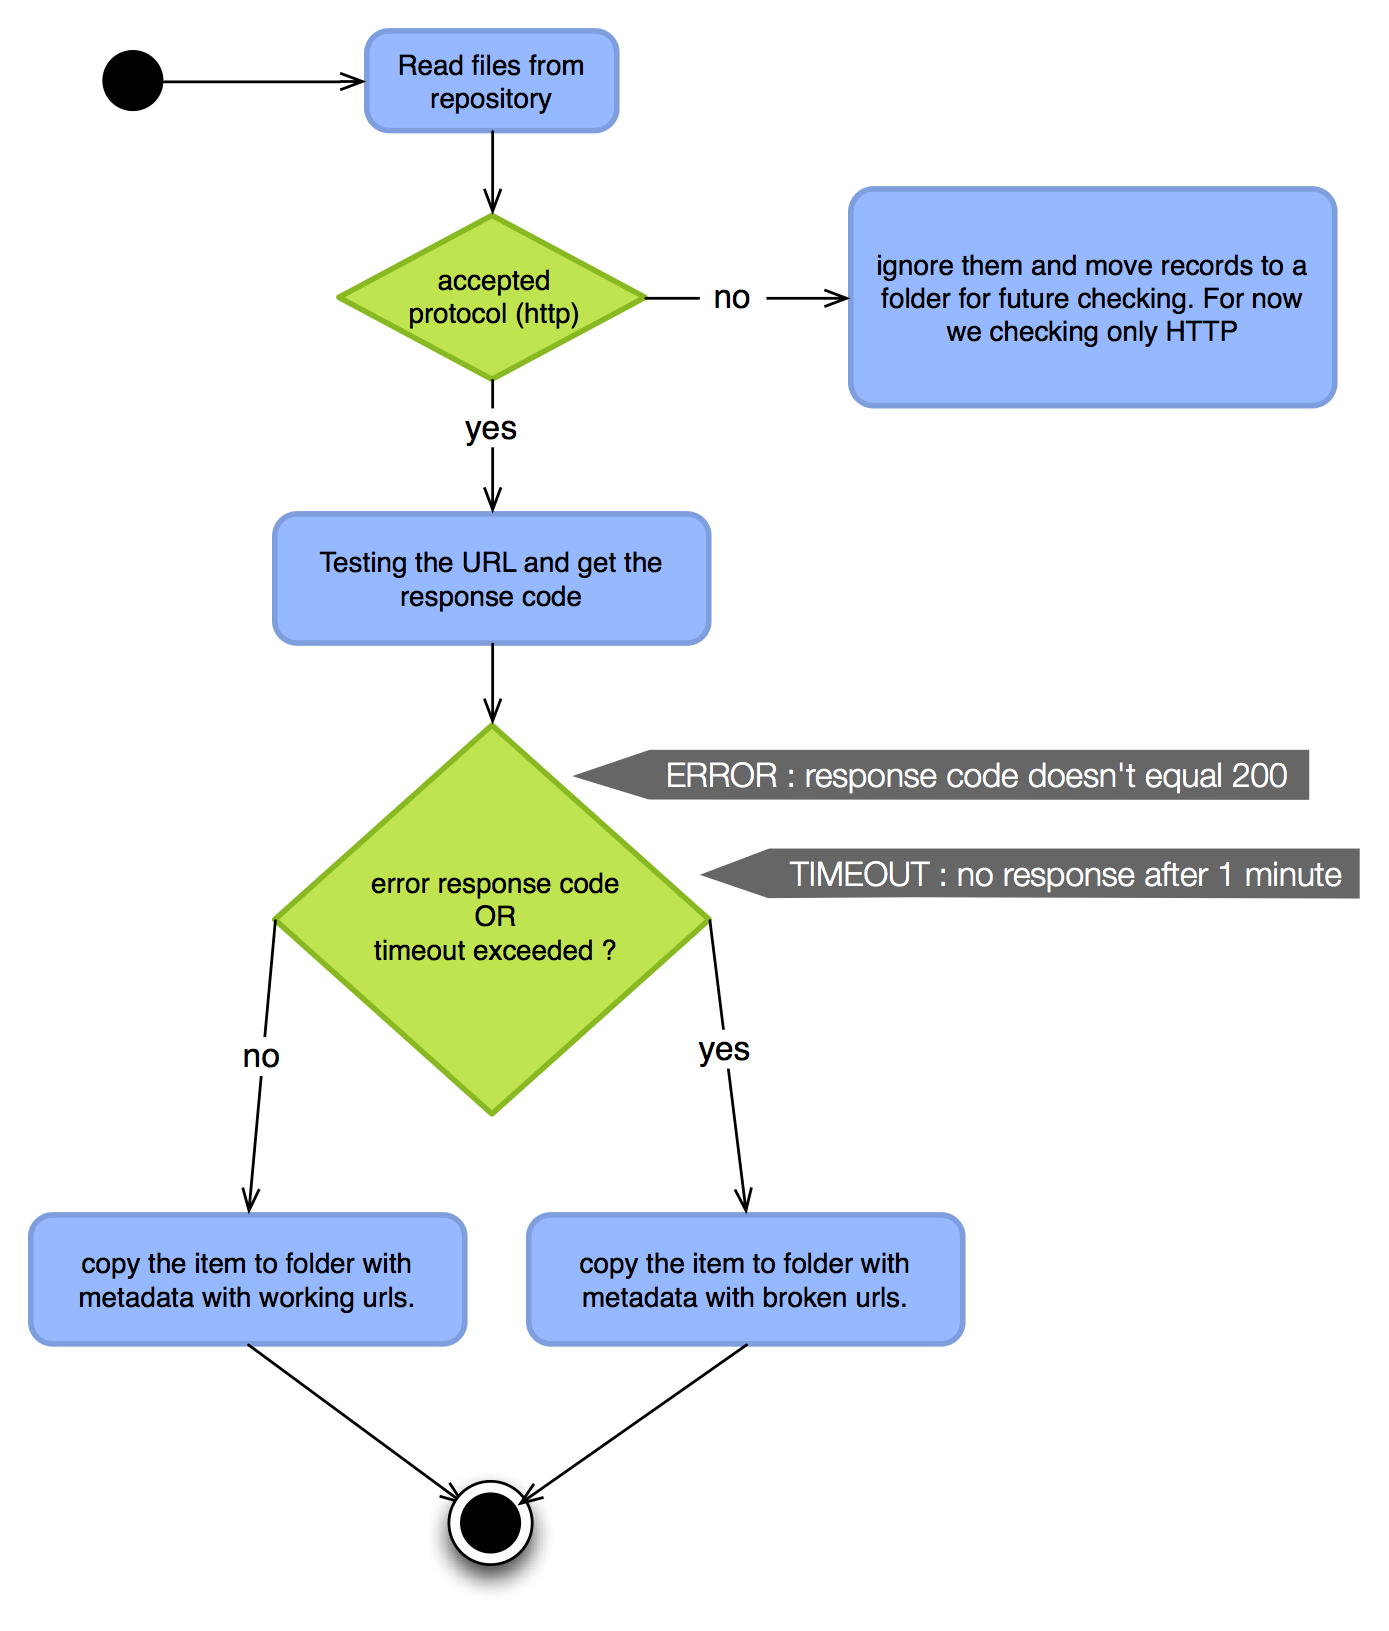 Read files from
repository
accepted
protocol (http)
no
ignore them and move records to a
folder for future checking. For now
we checking only HTTP
yes
Testing the URL and get the
response code
ERROR : response code doesn't equal 200
TIMEOUT : no response after 1 minute
error response code
OR
timeout exceeded ?
no
yes
copy the item to folder with
metadata with working urls.
copy the item to folder with
metadata with broken urls.